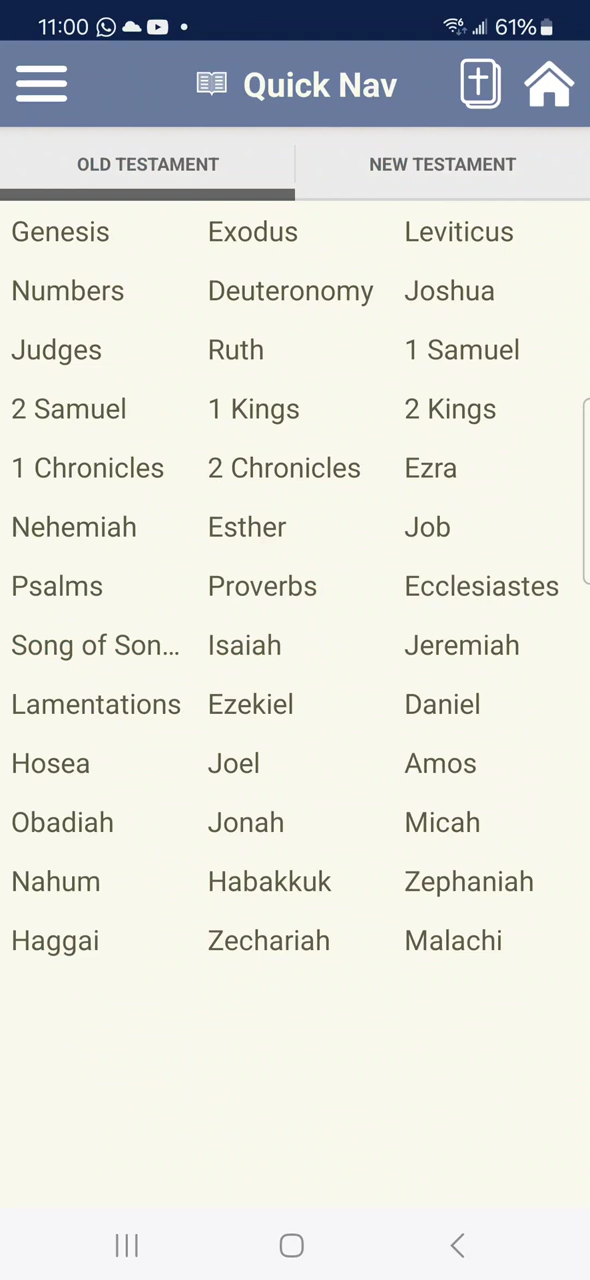 11:00 61%
Quick Nav
OLD TESTAMENT NEW TESTAMENT
Genesis Exodus Leviticus
Numbers Deuteronomy Joshua
Judges Ruth 1 Samuel
2 Samuel 1 Kings 2 Kings
1 Chronicles 2 Chronicles Ezra
Nehemiah Esther Job
Psalms Proverbs Ecclesiastes
Song of Son... Isaiah Jeremiah
Lamentations Ezekiel Daniel
Hosea Joel Amos
Obadiah Jonah Micah
Nahum Habakkuk Zephaniah
Haggai Zechariah Malachi